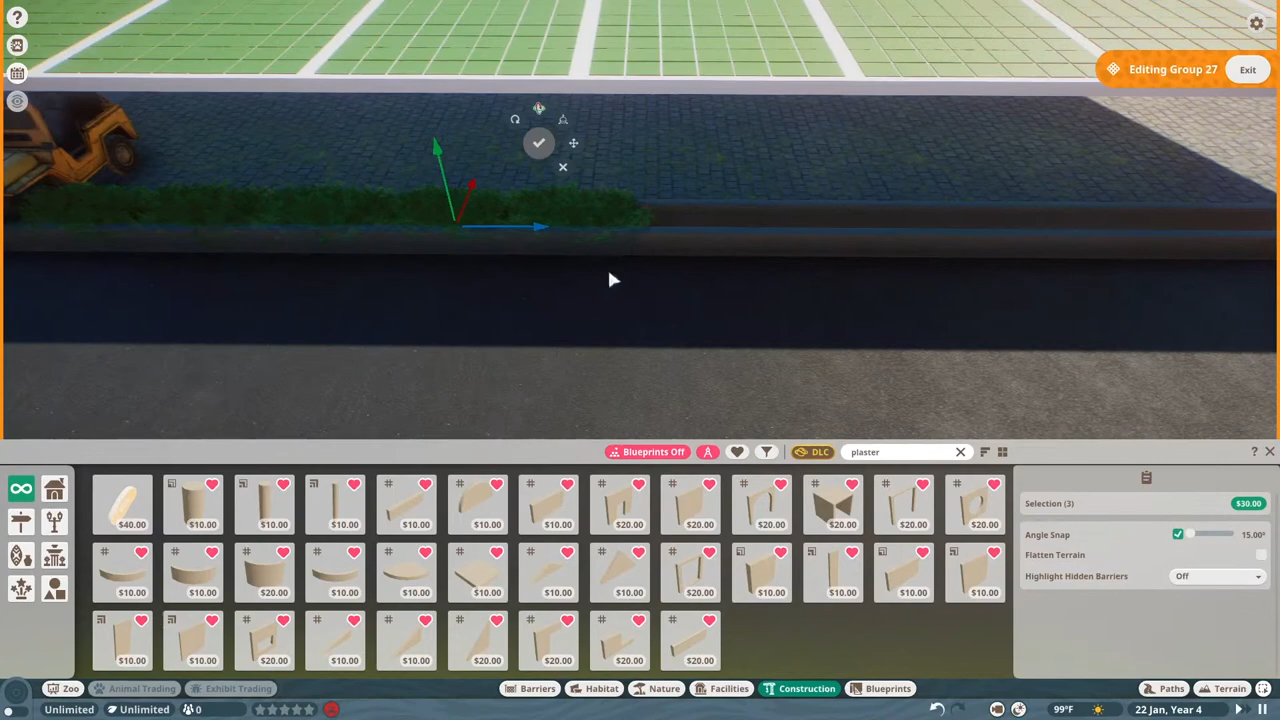 ?
Editing Group 27 Exit
Blueprints Off DLC plaster ?
$40.00 $10.00 $10.00 $10.00 $10.00 $10.00 $10.00 $20.00 $20.00 $20.00 $20.00 $20.00 $20.00
$10.00 $10.00 $20.00 $10.00 $10.00 $10.00 $10.00 $10.00 $20.00 $10.00 $10.00 $10.00 $10.00
$10.00 $10.00 $20.00 $10.00 $10.00 $20.00 $20.00 $20.00 $20.00
Selection (3) $30.00
Angle Snap 15.00°
Flatten Terrain
Highlight Hidden Barriers Off
Zoo Animal Trading Exhibit Trading Barriers Habitat Nature Facilities Construction Blueprints Paths Terrain
Unlimited Unlimited 0 99°F 22 Jan, Year 4